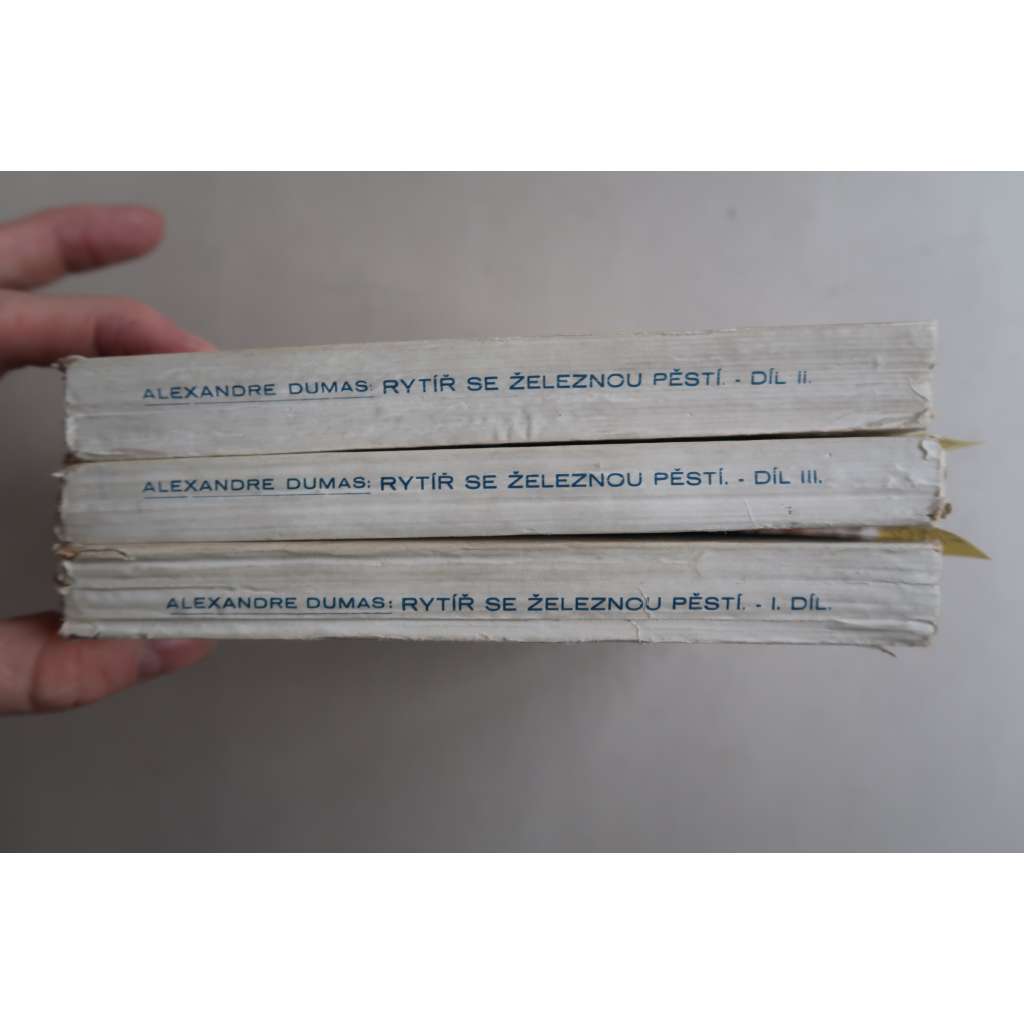 ALEXANDRE DUMAS: RYTÍŘ SE ŽELEZNOU PĚSTÍ. - DÍL II.
ALEXANDRE DUMAS: RYTÍŘ SE ŽELEZNOU PĚSTÍ. - DÍL III.
ALEXANDRE DUMAS: RYTÍŘ SE ŽELEZNOU PĚSTÍ. - I. DÍL.